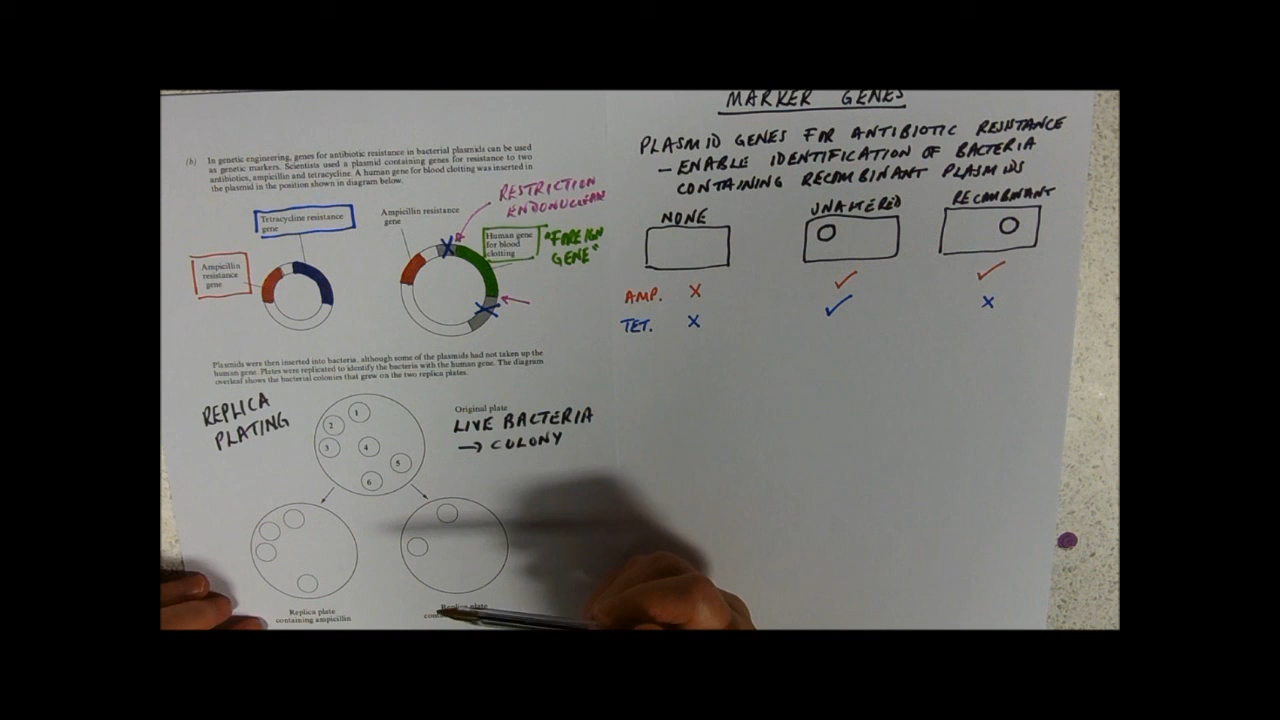 MARKER GENES
PLASMID GENES FOR ANTIBIOTIC RESISTANCE
- ENABLE IDENTIFICATION OF BACTERIA
CONTAINING RECOMBINANT PLASMIDS
NONE
UNALTERED
RECOMBINANT
AMP. X ✓ ✓
TET. X ✓ X
(b) In genetic engineering, genes for antibiotic resistance in bacterial plasmids can be used
as genetic markers. Scientists used a plasmid containing genes for resistance to two
antibiotics, ampicillin and tetracycline. A human gene for blood clotting was inserted in
the plasmid in the position shown in diagram below.
RESTRICTION
ENDONUCLEASE
Tetracycline resistance
gene
Ampicillin resistance
gene
Human gene
for blood
clotting
"FOREIGN
GENE"
Ampicillin
resistance
gene
X
X
Plasmids were then inserted into bacteria, although some of the plasmids had not taken up the
human gene. Plates were replicated to identify the bacteria with the human gene. The diagram
overleaf shows the bacterial colonies that grew on the two replica plates.
REPLICA
PLATING
Original plate
LIVE BACTERIA
→ COLONY
1
2
3
4
5
6
Replica plate
containing ampicillin
Replica plate